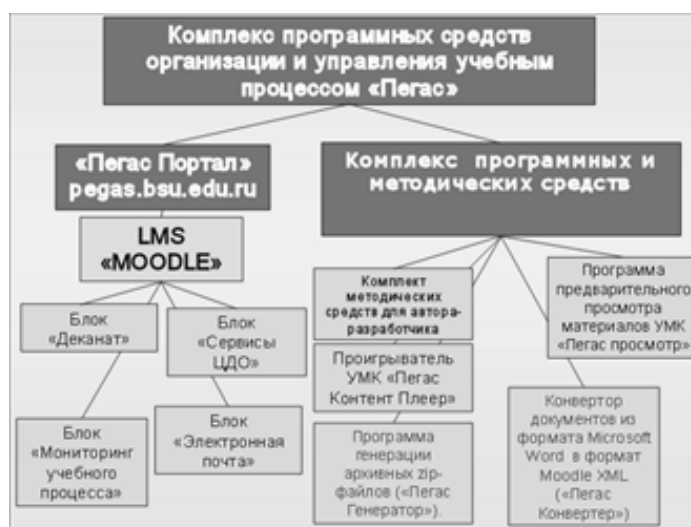 Комплекс программных средств
организации и управления учебным
процессом «Пегас»
«Пегас Портал»
pegas.bsu.edu.ru
Комплекс программных и
методических средств
LMS
«MOODLE»
Блок
«Деканат»
Блок
«Сервисы
ЦДО»
Блок
«Мониторинг
учебного
процесса»
Блок
«Электронная
почта»
Комплект
методических
средств для автора-
разработчика
Проигрыватель
УМК «Пегас
Контент Плеер»
Программа
генерации
архивных zip-
файлов («Пегас
Генератор»).
Программа
предварительного
просмотра
материалов УМК
«Пегас просмотр»
Конвертор
документов из
формата Microsoft
Word в формат
Moodle XML
(«Пегас
Конвертер»)